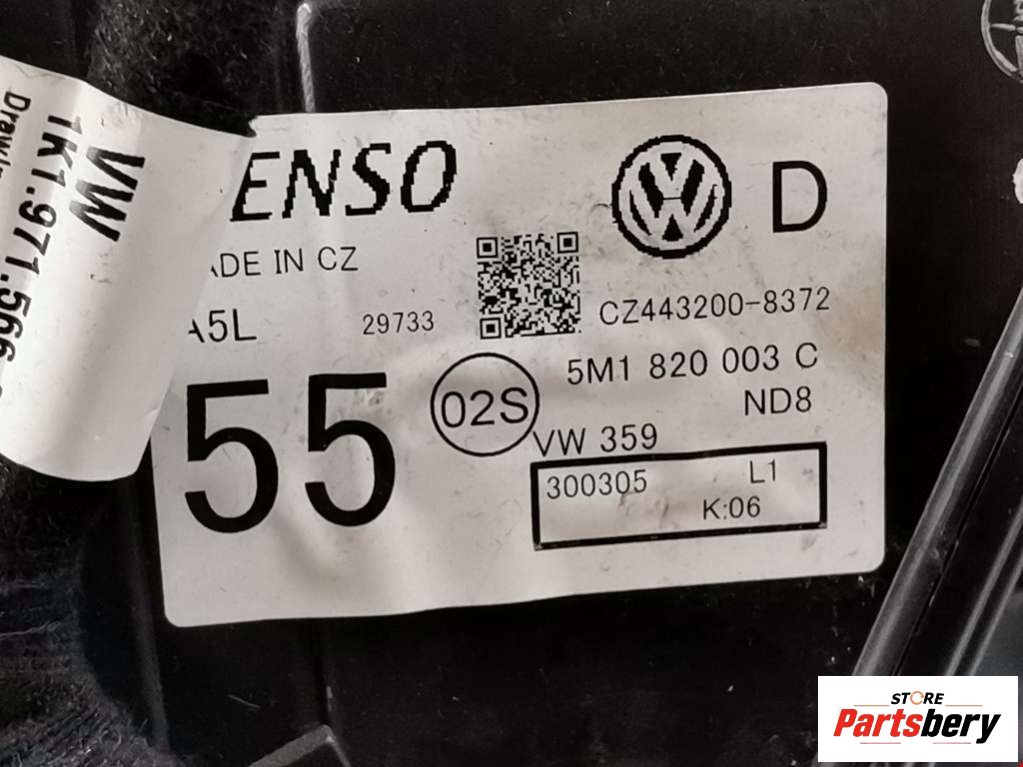 VW
1K1.971.566
ENSO
D
ADE IN CZ
A5L
29733
CZ443200-8372
5M1 820 003 C
ND8
55
02S
VW 359
300305
L1
K:06
STORE
Partsbery